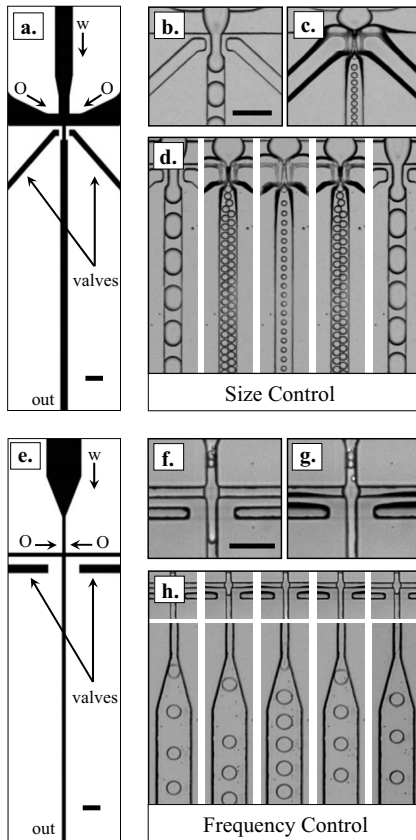 a.
w
O
O
valves
out
b.
c.
d.
Size Control
e.
w
O
O
valves
out
f.
g.
h.
Frequency Control